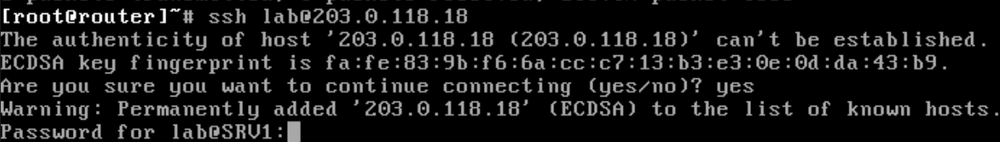 [root@router]~# ssh lab@203.0.118.18
The authenticity of host '203.0.118.18 (203.0.118.18)' can't be established.
ECDSA key fingerprint is fa:fe:83:9b:f6:6a:cc:c7:13:b3:e3:0e:0d:da:43:b9.
Are you sure you want to continue connecting (yes/no)? yes
Warning: Permanently added '203.0.118.18' (ECDSA) to the list of known hosts.
Password for lab@SRV1: